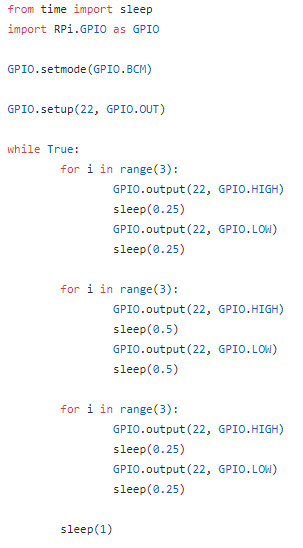 from time import sleep
import RPi.GPIO as GPIO

GPIO.setmode(GPIO.BCM)

GPIO.setup(22, GPIO.OUT)

while True:
        for i in range(3):
                GPIO.output(22, GPIO.HIGH)
                sleep(0.25)
                GPIO.output(22, GPIO.LOW)
                sleep(0.25)

        for i in range(3):
                GPIO.output(22, GPIO.HIGH)
                sleep(0.5)
                GPIO.output(22, GPIO.LOW)
                sleep(0.5)

        for i in range(3):
                GPIO.output(22, GPIO.HIGH)
                sleep(0.25)
                GPIO.output(22, GPIO.LOW)
                sleep(0.25)

        sleep(1)